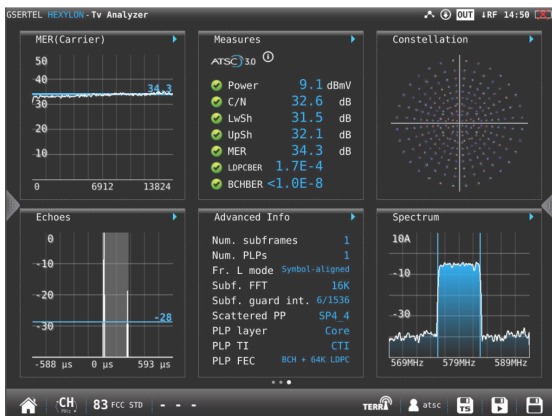 GSERTEL HEXYLON - Tv Analyzer
OUT ↓RF 14:50
MER(Carrier)
50
40
34.3
30
20
10
0 6912 13824
Measures
ATSC 3.0
Power 9.1 dBmV
C/N 32.6 dB
LwSh 31.5 dB
UpSh 32.1 dB
MER 34.3 dB
LDPCBER 1.7E-4
BCHBER <1.0E-8
Constellation
Echoes
0
-10
-20
-28
-30
-588 µs 0 µs 593 µs
Advanced Info
Num. subframes 1
Num. PLPs 1
Fr. L mode Symbol-aligned
Subf. FFT 16K
Subf. guard int. 6/1536
Scattered PP SP4_4
PLP layer Core
PLP TI CTI
PLP FEC BCH + 64K LDPC
Spectrum
10A
-10
-30
569MHz 579MHz 589MHz
CH
MHz
83 FCC STD - - -
TERR
atsc
TS